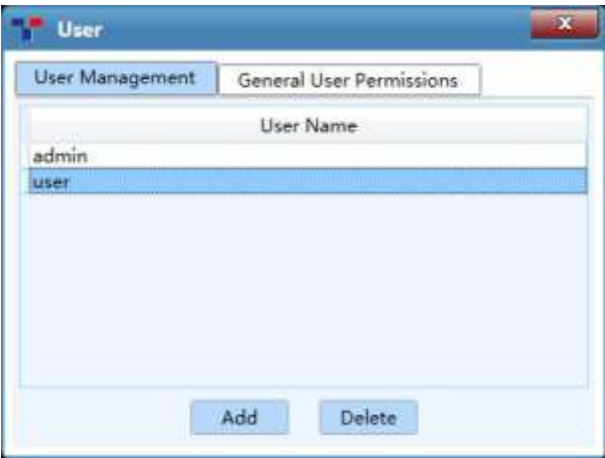 User
User Management General User Permissions
User Name
admin
user
Add Delete